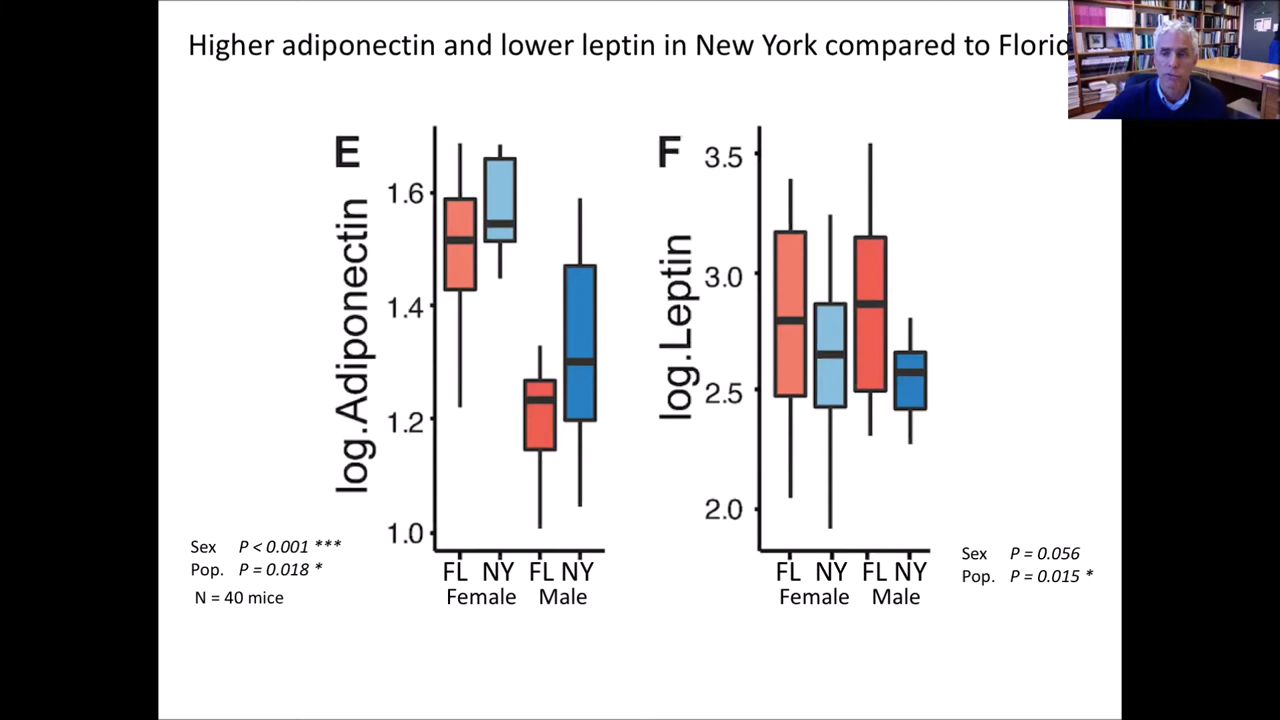 Higher adiponectin and lower leptin in New York compared to Florid
E
log.Adiponectin
1.6
1.4
1.2
1.0
FL NY FL NY
Female Male
Sex P < 0.001 ***
Pop. P = 0.018 *
N = 40 mice
F
log.Leptin
3.5
3.0
2.5
2.0
FL NY FL NY
Female Male
Sex P = 0.056
Pop. P = 0.015 *